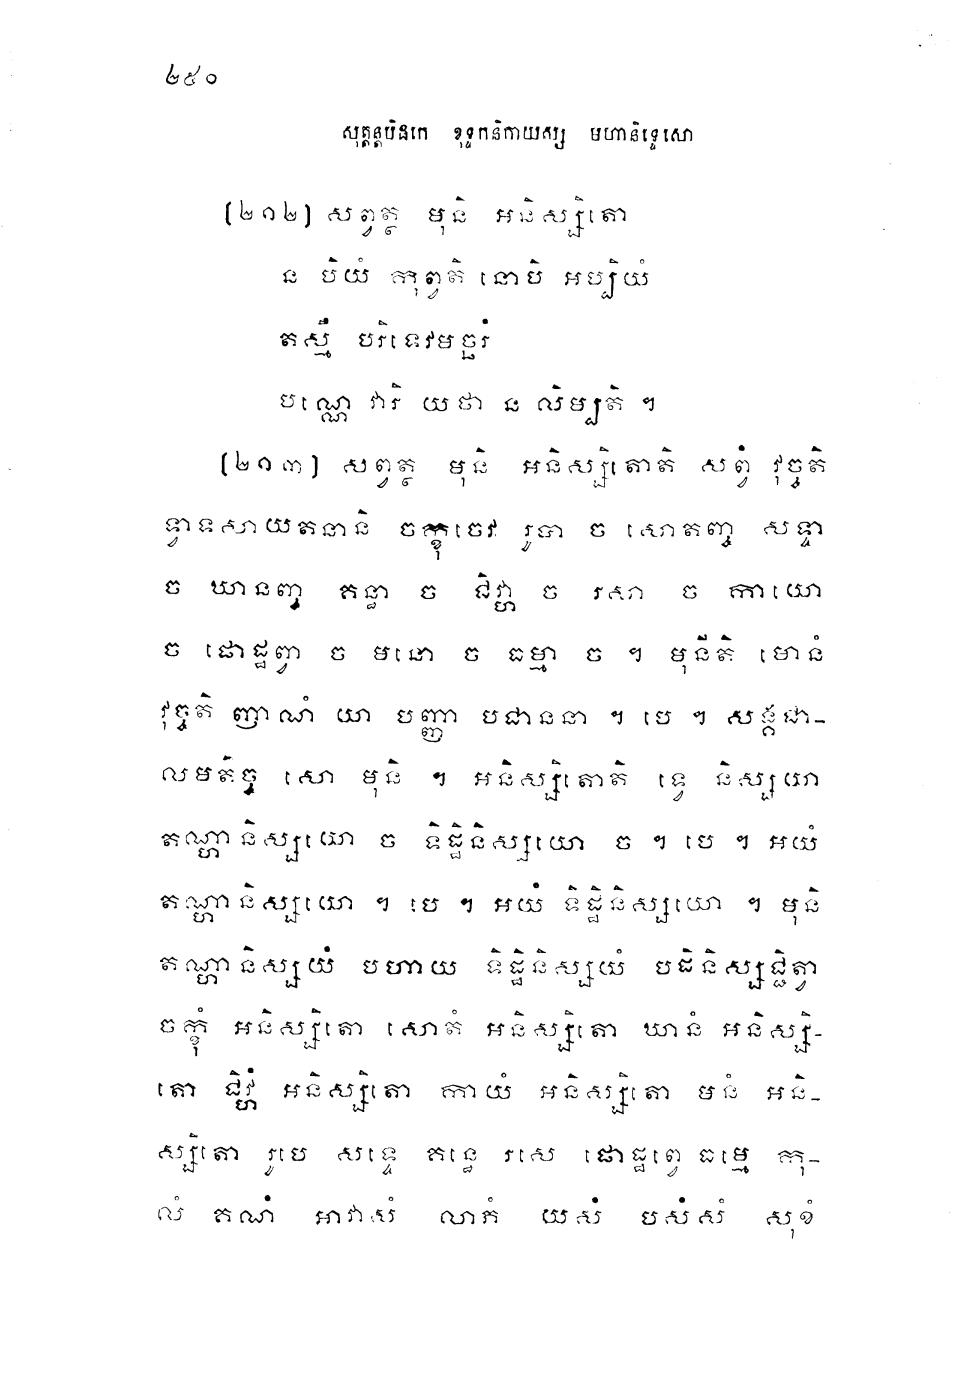 ២៥០
សុត្តន្តបិដកេ ខុទ្ទកនិកាយស្ស មហានិទ្ទេសោ
(២១២) សព្វត្ថ មុនិ អនិស្សិតោ
ន បិយំ កុព្វតិ នោបិ អប្បិយំ
តស្មឹ បរិទេវមច្ឆរំ
បណ្ណេ វារិ យថា ន លិម្បតិ ។
(២១៣) សព្វត្ថ មុនិ អនិស្សិតោតិ សព្វំ វុច្ចតិ
ទ្វាទសាយតនានិ ចក្ខុចេវ រូបា ច សោតញ្ច សទ្ទា
ច ឃានញ្ច គន្ធា ច ជិវ្ហា ច រសា ច កាយោ
ច ផោដ្ឋព្វា ច មនោ ច ធម្មា ច ។ មុនីតិ មោនំ
វុច្ចតិ ញាណំ យា បញ្ញា បជាននា ។ បេ ។ សង្គជា-
លមតិច្ច សោ មុនិ ។ អនិស្សិតោតិ ទ្វេ និស្សយា
តណ្ហានិស្សយោ ច ទិដ្ឋិនិស្សយោ ច ។ បេ ។ អយំ
តណ្ហានិស្សយោ ។ បេ ។ អយំ ទិដ្ឋិនិស្សយោ ។ មុនិ
តណ្ហានិស្សយំ បហាយ ទិដ្ឋិនិស្សយំ បដិនិស្សជ្ជិត្វា
ចក្ខុំ អនិស្សិតោ សោតំ អនិស្សិតោ ឃានំ អនិស្សិ-
តោ ជិវ្ហំ អនិស្សិតោ កាយំ អនិស្សិតោ មនំ អនិ-
ស្សិតោ រូបេ សទ្ទេ គន្ធេ រសេ ផោដ្ឋព្វេ ធម្មេ កុ-
លំ គណំ អាវាសំ លាភំ យសំ បសំសំ សុខំ